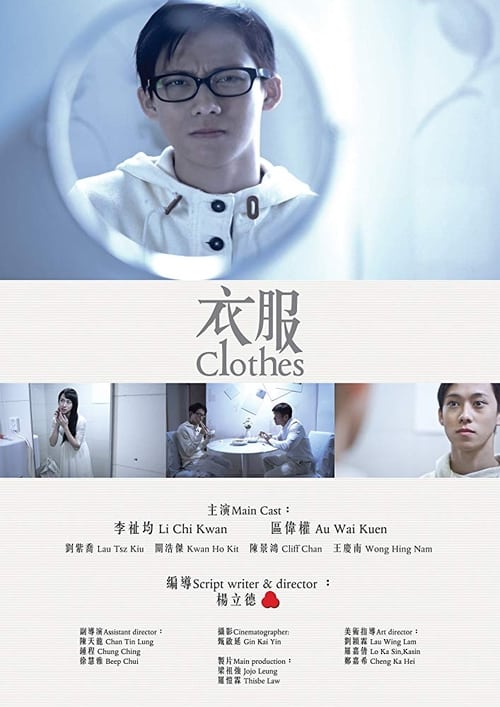 衣服
Clothes
主演Main Cast：
李祉均 Li Chi Kwan 區偉權 Au Wai Kuen
劉紫喬 Lau Tsz Kiu 關浩傑 Kwan Ho Kit 陳景鴻 Cliff Chan 王慶南 Wong Hing Nam
編導Script writer & director：
楊立德
副導演Assistant director：
陳天龍 Chan Tin Lung
鍾程 Chung Ching
徐慧雅 Beep Chui
攝影Cinematographer:
甄啟延 Gin Kai Yin
製片Main production：
梁祖強 Jojo Leung
羅愷霖 Thisbe Law
美術指導Art director：
劉穎霖 Lau Wing Lam
羅嘉倩 Lo Ka Sin,Kasin
鄭嘉希 Cheng Ka Hei